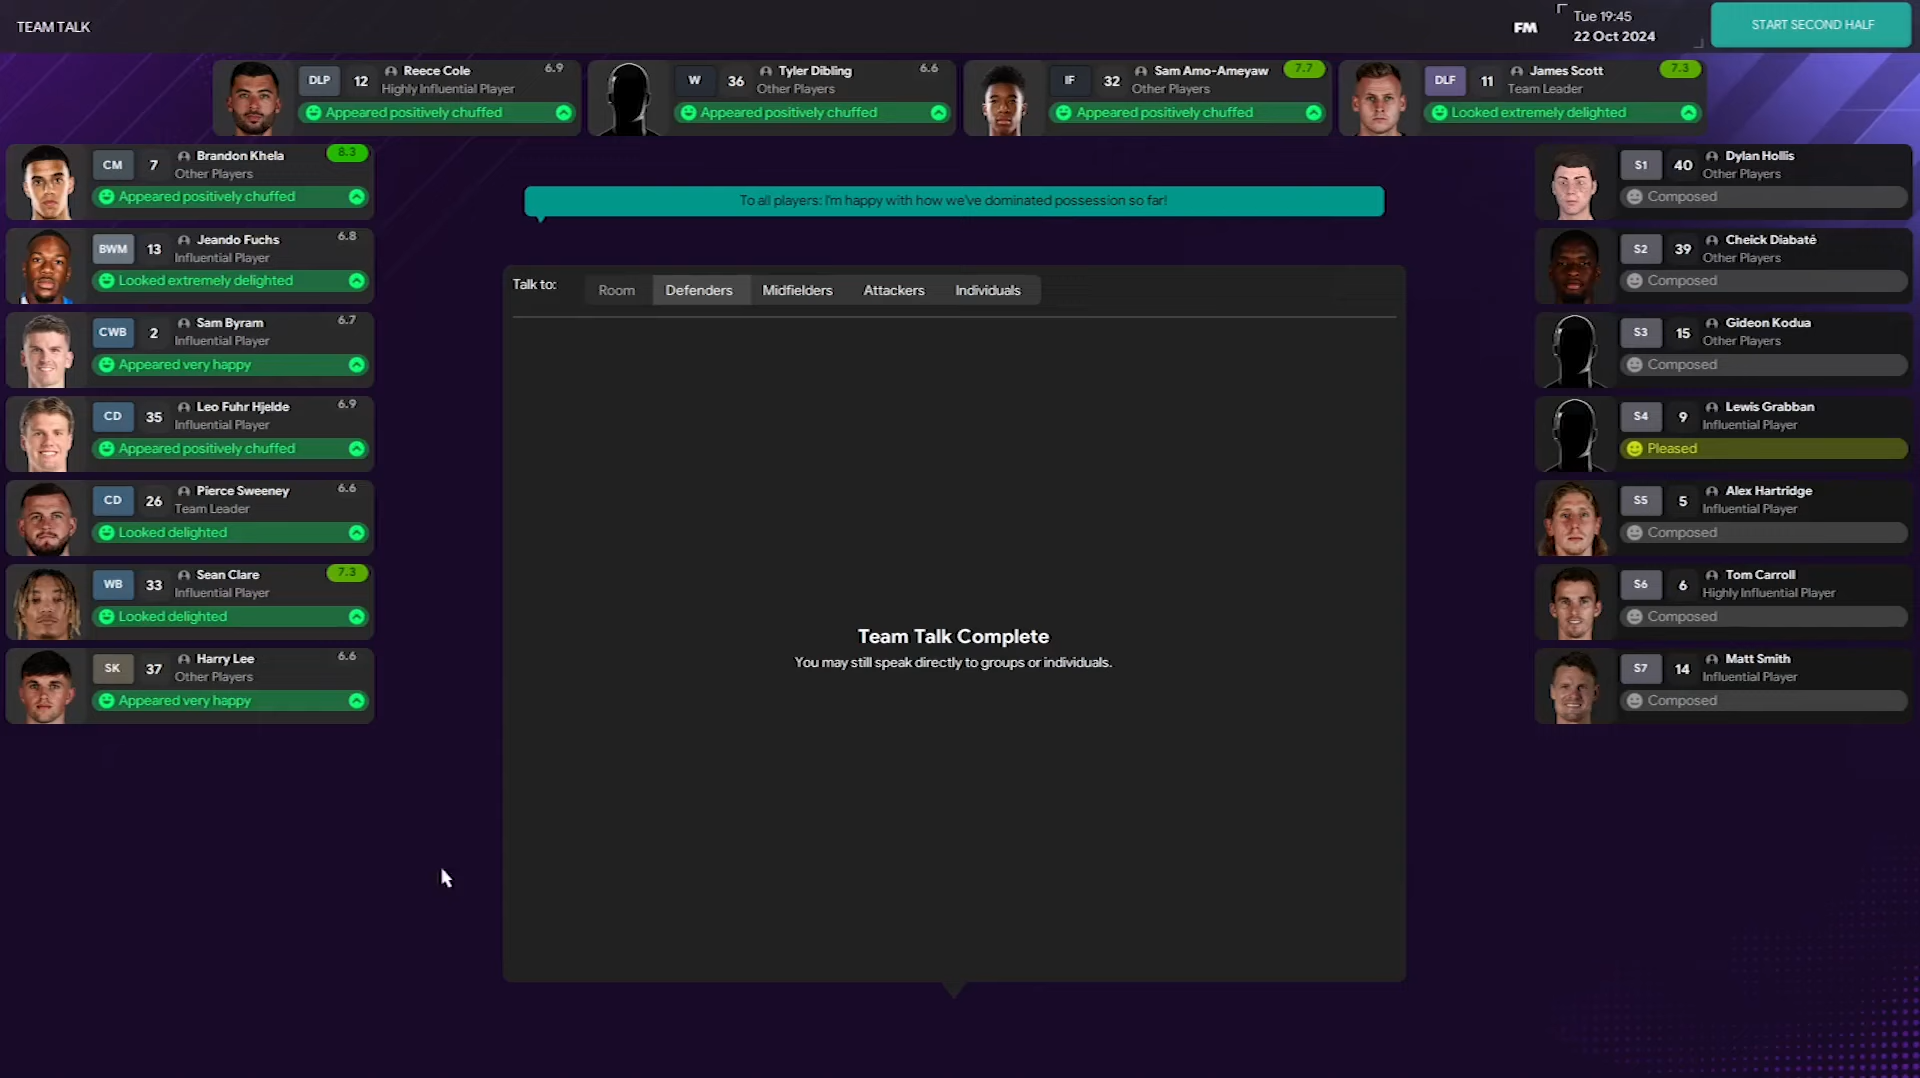 TEAM TALK
FM
Tue 19:45
22 Oct 2024
START SECOND HALF
DLP 12 Reece Cole 6.9
Highly Influential Player
Appeared positively chuffed
W 36 Tyler Dibling 6.6
Other Players
Appeared positively chuffed
IF 32 Sam Amo-Ameyaw 7.7
Other Players
Appeared positively chuffed
DLF 11 James Scott 7.3
Team Leader
Looked extremely delighted
CM 7 Brandon Khela 8.3
Other Players
Appeared positively chuffed
BWM 13 Jeando Fuchs 6.8
Influential Player
Looked extremely delighted
CWB 2 Sam Byram 6.7
Influential Player
Appeared very happy
CD 35 Leo Fuhr Hjelde 6.9
Influential Player
Appeared positively chuffed
CD 26 Pierce Sweeney 6.6
Team Leader
Looked delighted
WB 33 Sean Clare 7.3
Influential Player
Looked delighted
SK 37 Harry Lee 6.6
Other Players
Appeared very happy
To all players: I'm happy with how we've dominated possession so far!
Talk to: Room Defenders Midfielders Attackers Individuals
Team Talk Complete
You may still speak directly to groups or individuals.
S1 40 Dylan Hollis
Other Players
Composed
S2 39 Cheick Diabaté
Other Players
Composed
S3 15 Gideon Kodua
Other Players
Composed
S4 9 Lewis Grabban
Influential Player
Pleased
S5 5 Alex Hartridge
Influential Player
Composed
S6 6 Tom Carroll
Highly Influential Player
Composed
S7 14 Matt Smith
Influential Player
Composed